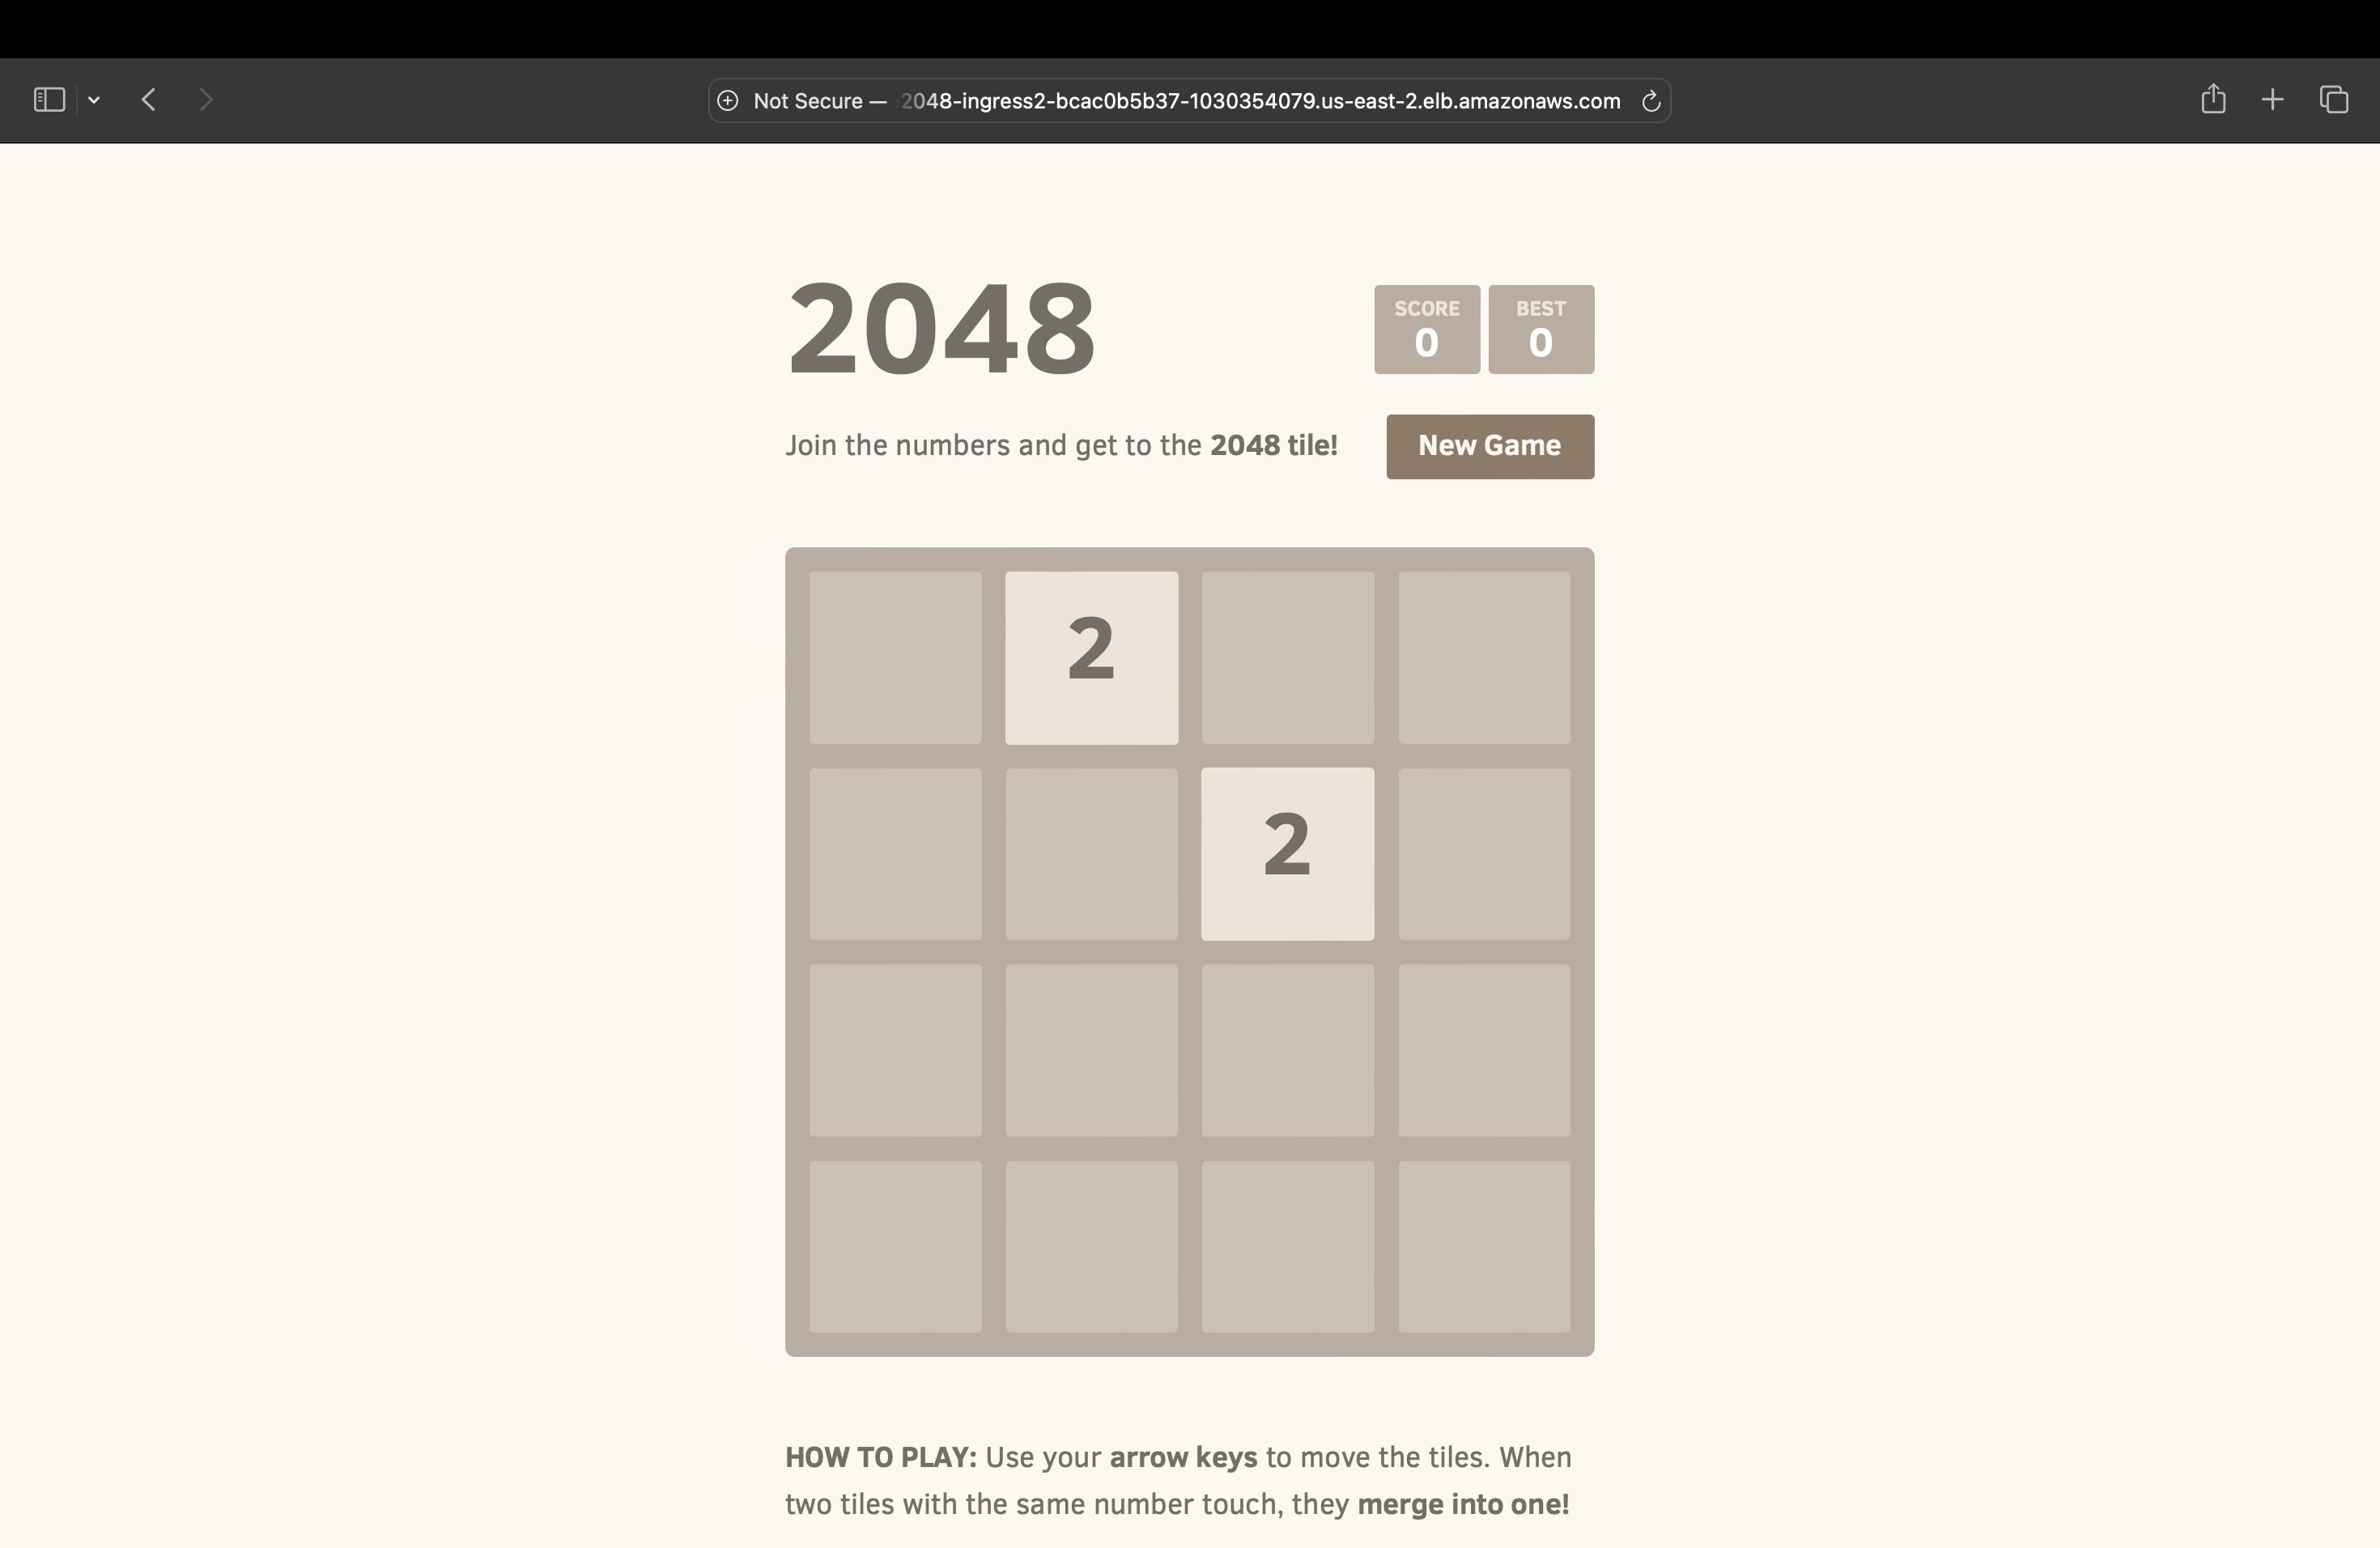 Not Secure — 2048-ingress2-bcac0b5b37-1030354079.us-east-2.elb.amazonaws.com
2048
SCORE BEST
0 0
Join the numbers and get to the 2048 tile!
New Game
2
2
HOW TO PLAY: Use your arrow keys to move the tiles. When
two tiles with the same number touch, they merge into one!